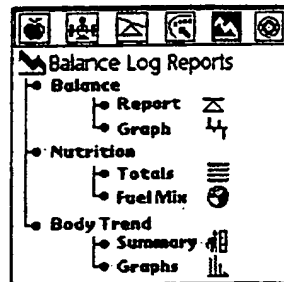 Balance Log Reports
Balance
Report
Graph
Nutrition
Totals
Fuel Mix
Body Trend
Summary
Graphs